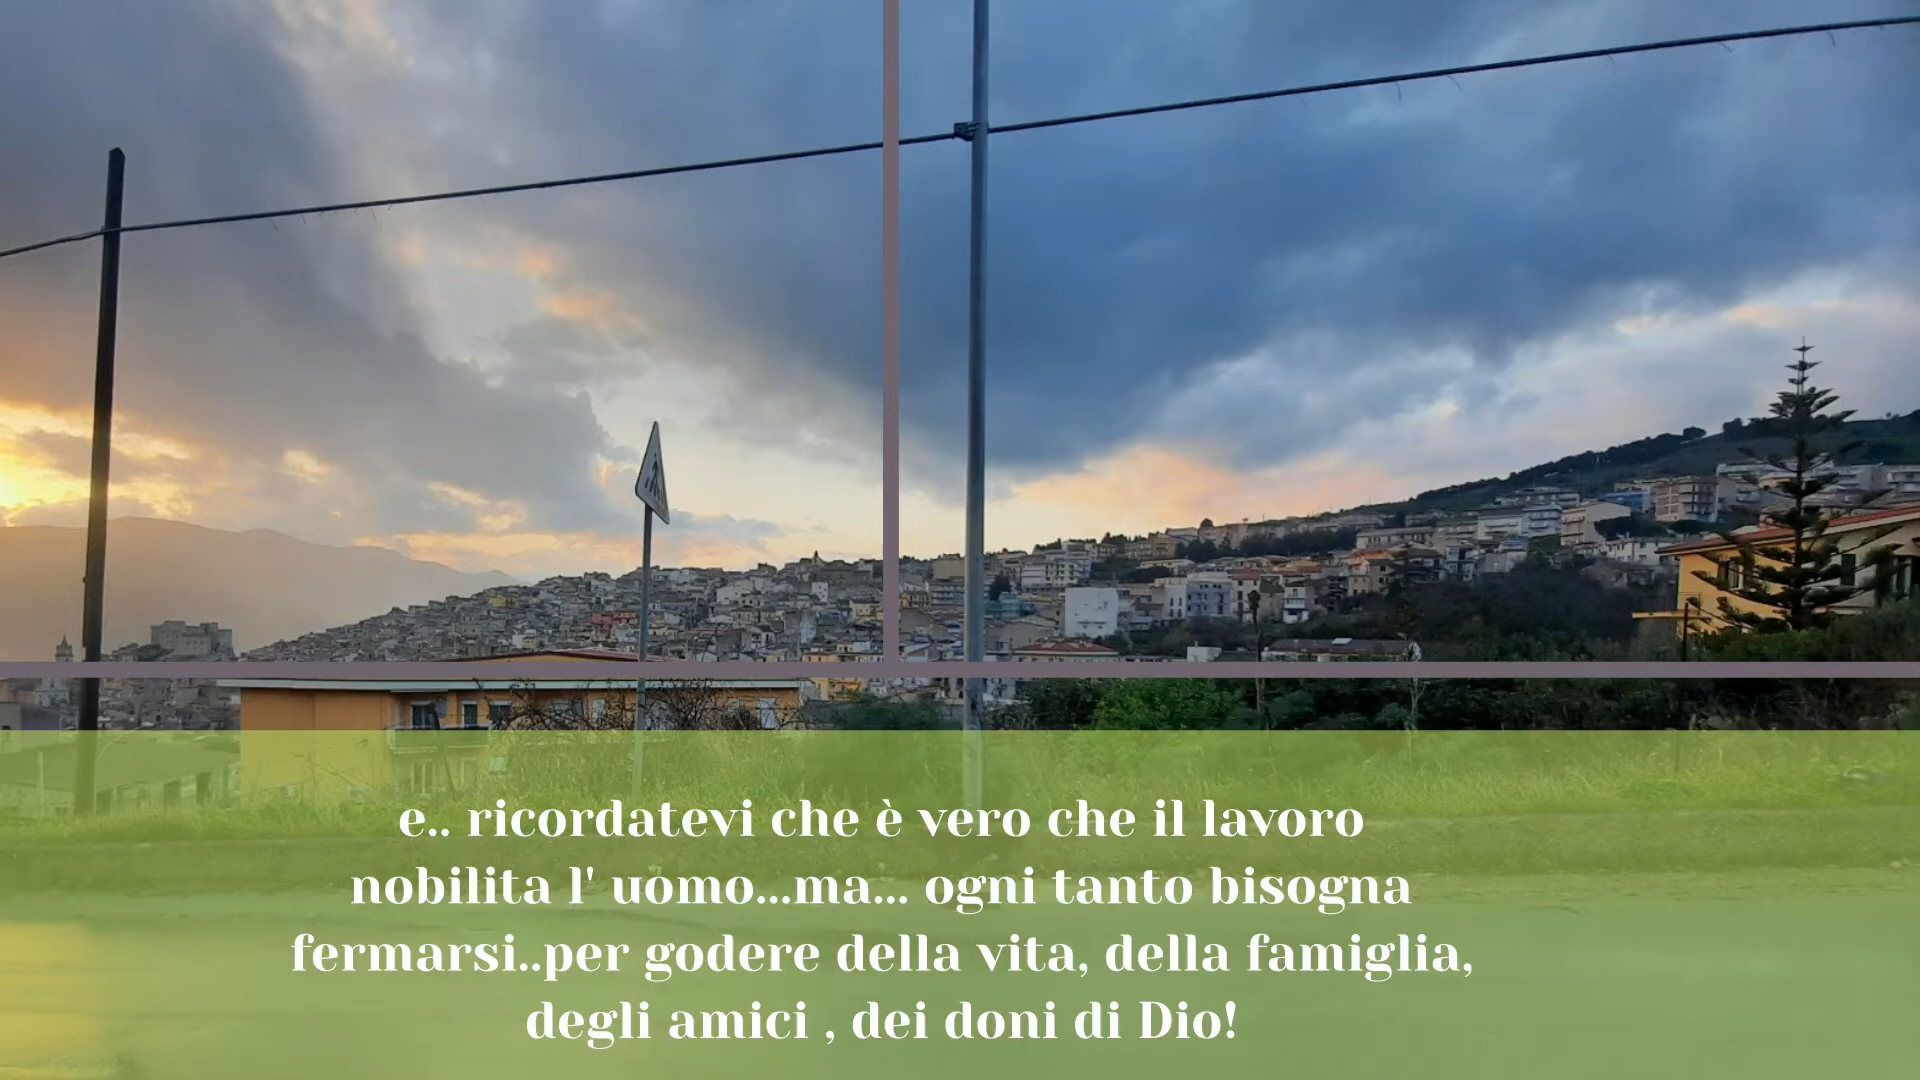 e.. ricordatevi che è vero che il lavoro
nobilita l' uomo...ma... ogni tanto bisogna
fermarsi..per godere della vita, della famiglia,
degli amici , dei doni di Dio!